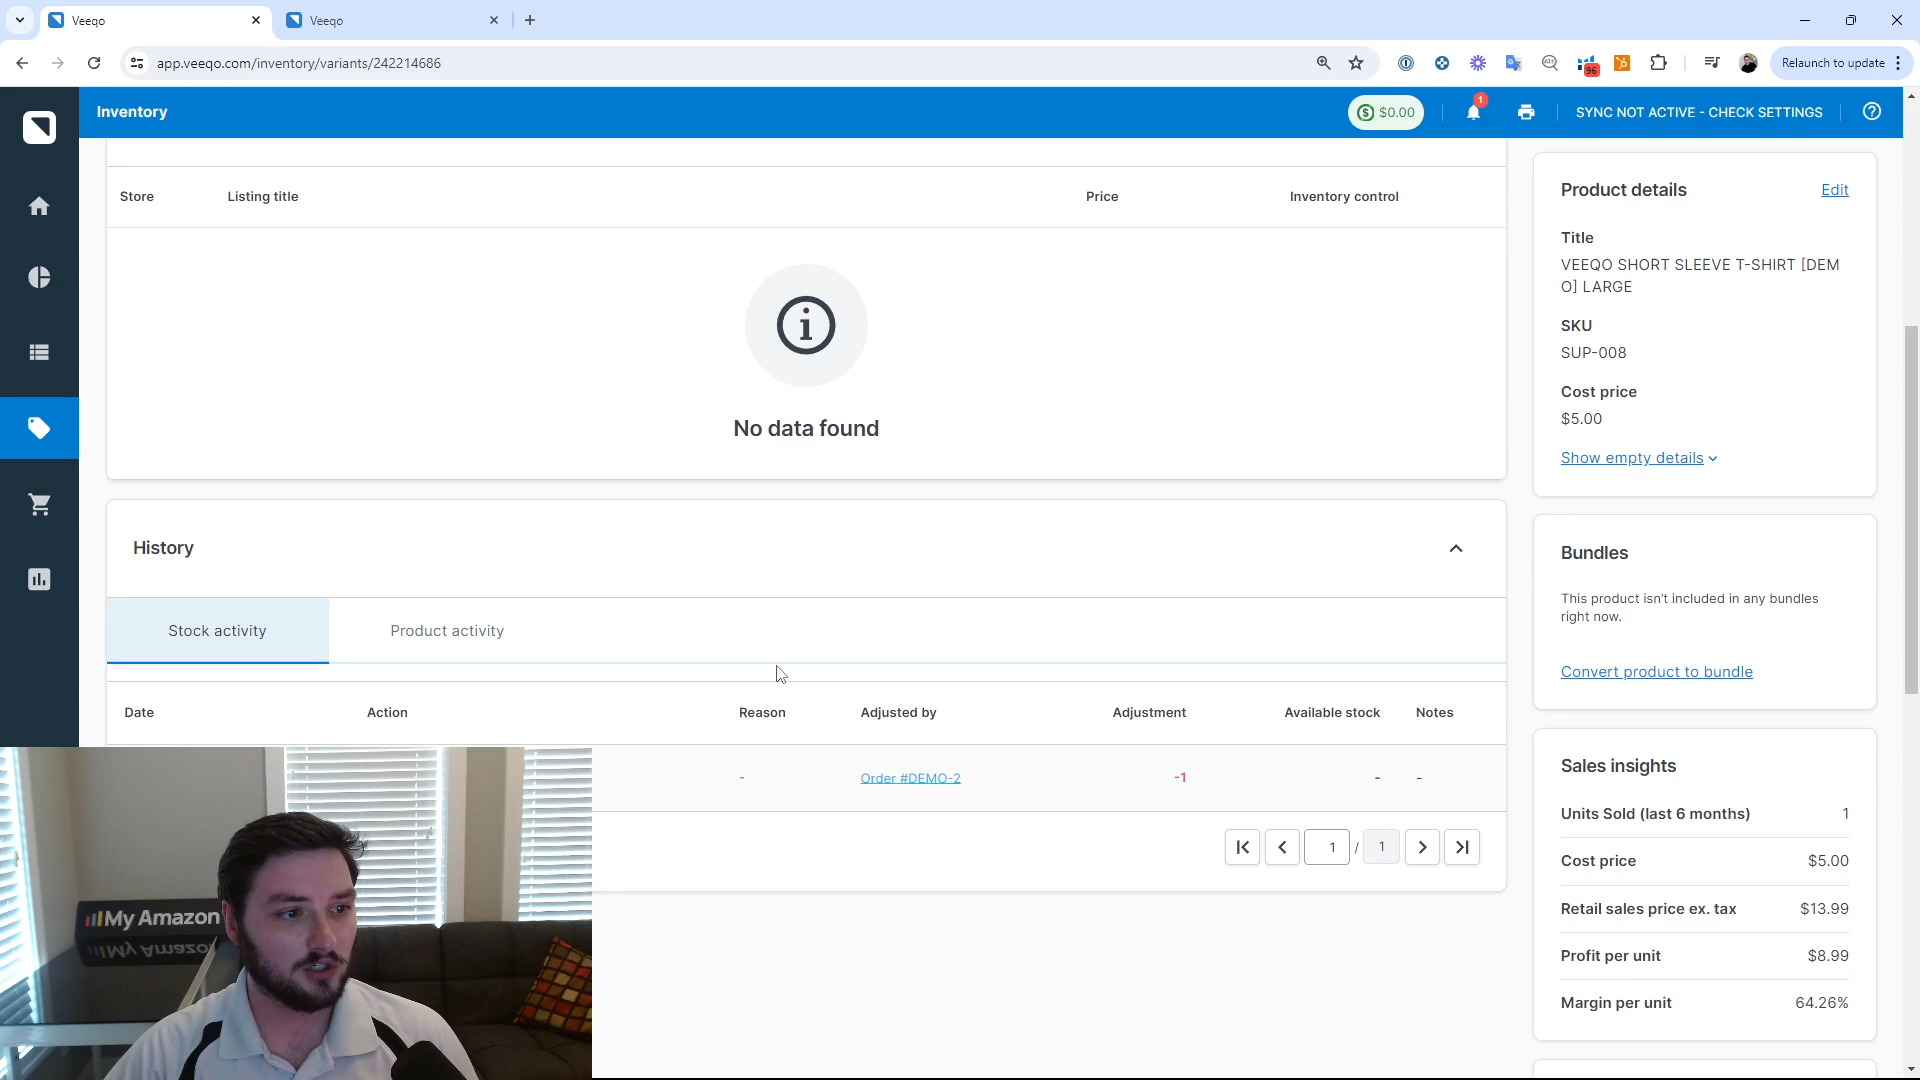 Veeqo
Veeqo
app.veeqo.com/inventory/variants/242214686
96
Relaunch to update
Inventory
$0.00
1
SYNC NOT ACTIVE - CHECK SETTINGS
Store
Listing title
Price
Inventory control
No data found
History
Stock activity
Product activity
Date
Action
Reason
Adjusted by
Adjustment
Available stock
Notes
-
Order #DEMO-2
-1
-
-
1 / 1
Product details
Edit
Title
VEEQO SHORT SLEEVE T-SHIRT [DEM
O] LARGE
SKU
SUP-008
Cost price
$5.00
Show empty details
Bundles
This product isn't included in any bundles
right now.
Convert product to bundle
Sales insights
Units Sold (last 6 months) 1
Cost price $5.00
Retail sales price ex. tax $13.99
Profit per unit $8.99
Margin per unit 64.26%
My Amazon